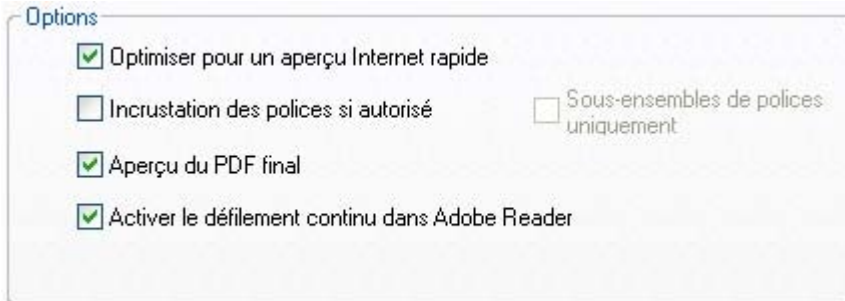 Options
Optimiser pour un aperçu Internet rapide
Incrustation des polices si autorisé
Sous-ensembles de polices
uniquement
Aperçu du PDF final
Activer le défilement continu dans Adobe Reader